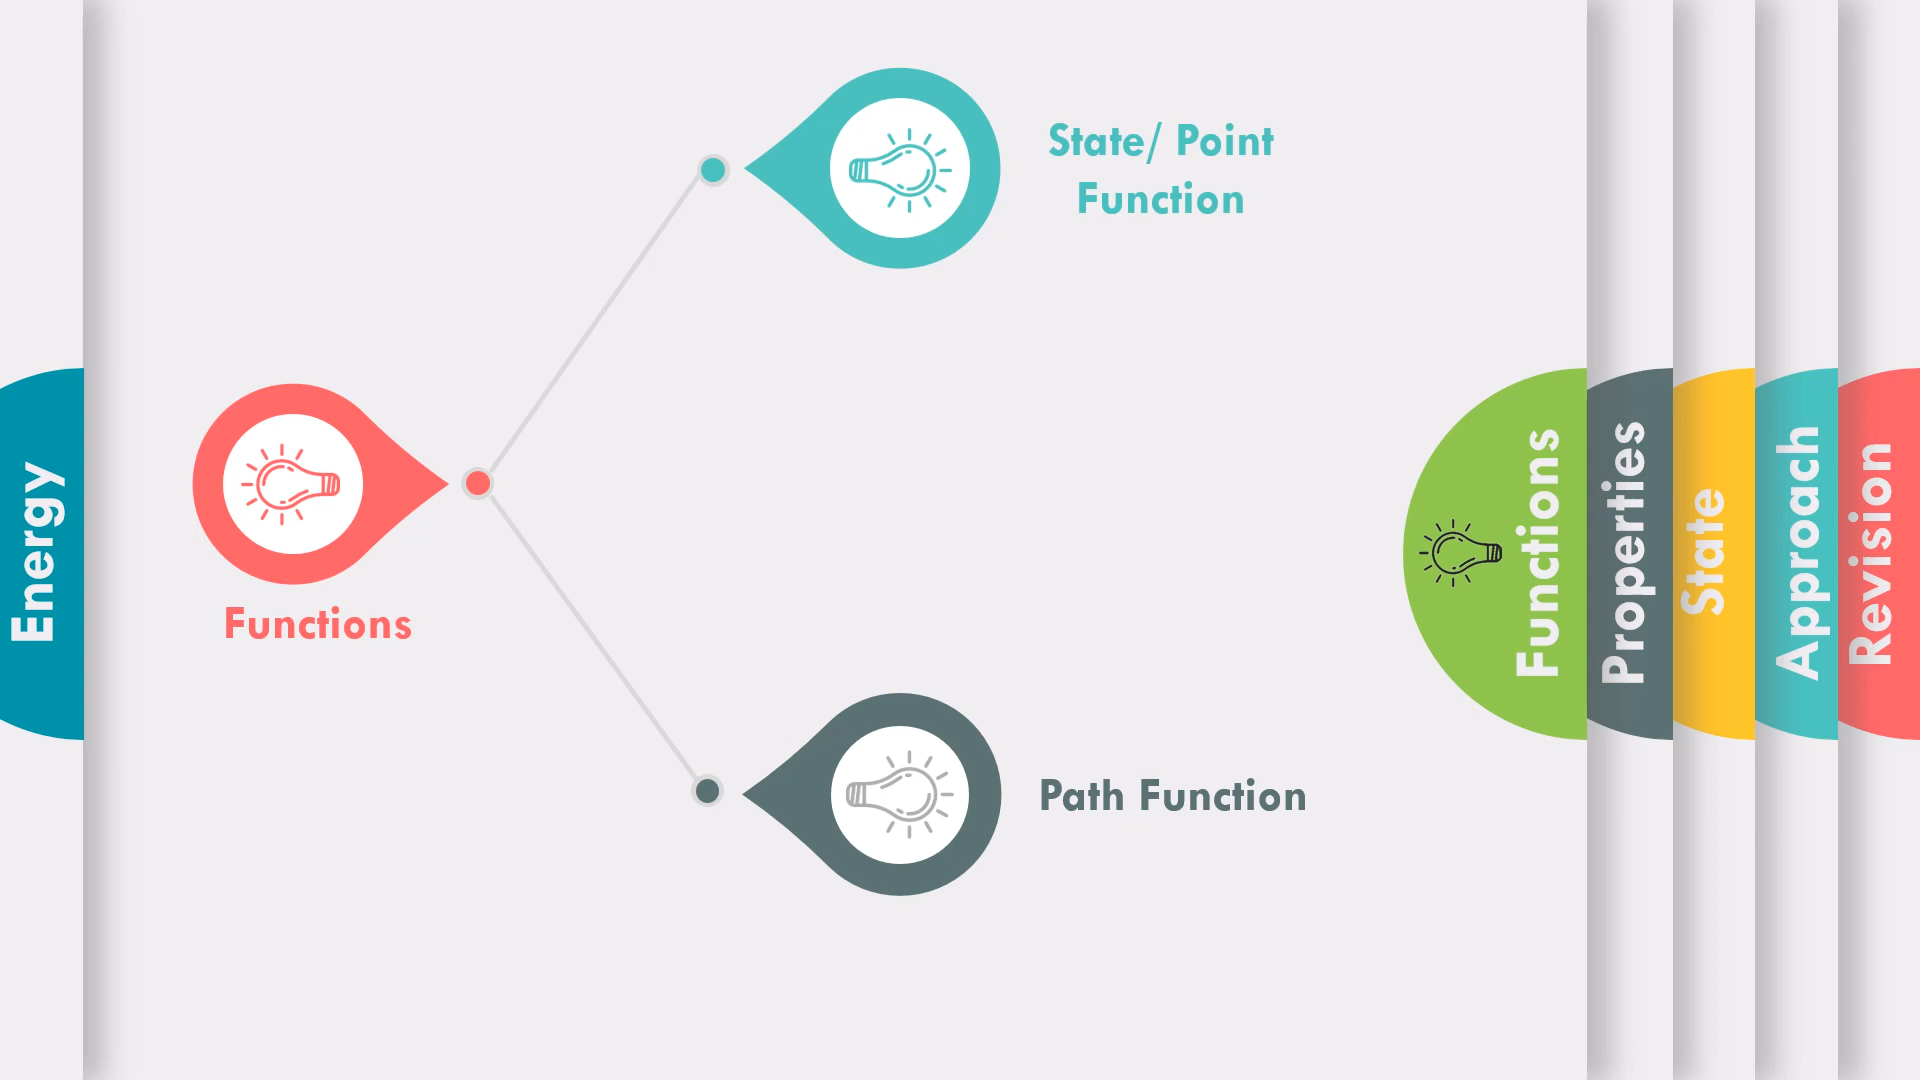 Energy
Functions
State/ Point
Function
Path Function
Functions
Properties
State
Approach
Revision